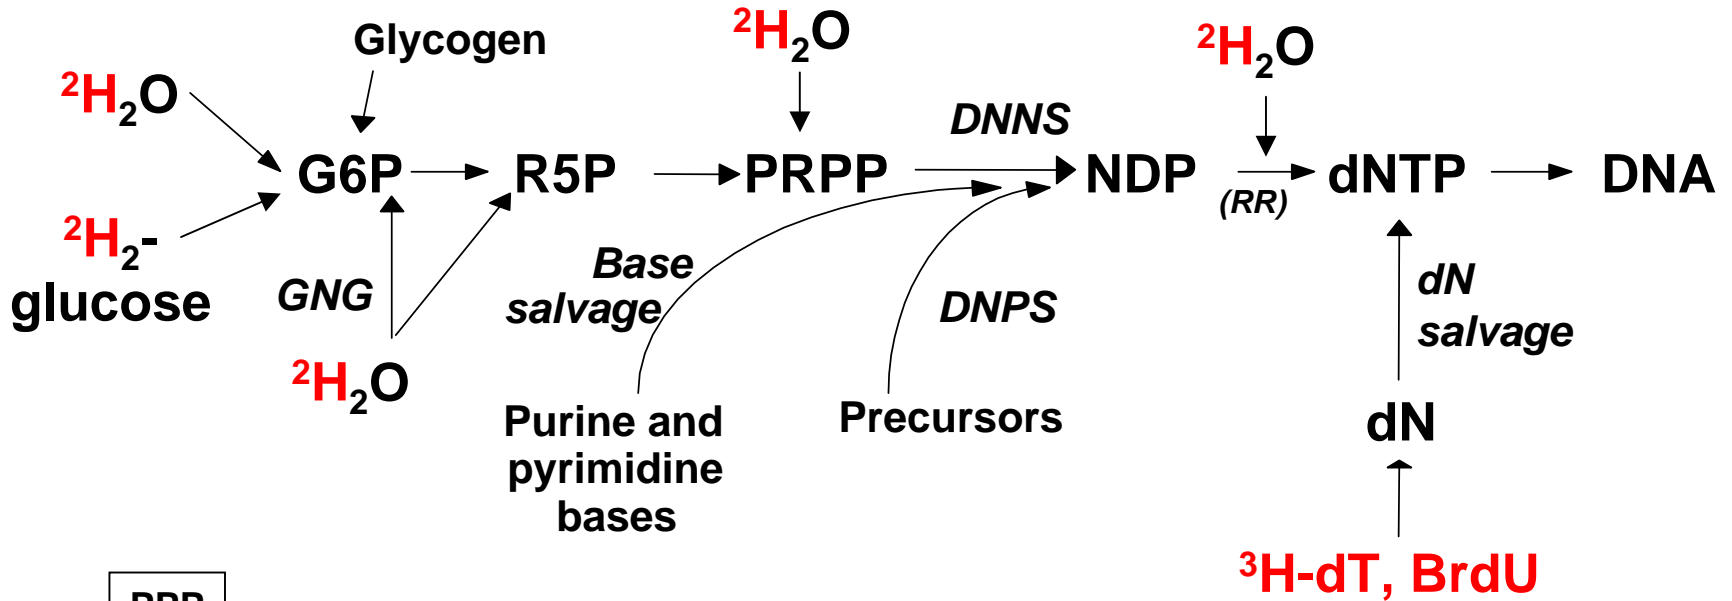 Glycogen
²H₂O
²H₂O
²H₂O
DNNS
G6P
R5P
PRPP
NDP
(RR)
dNTP
DNA
²H₂-
glucose
GNG
Base
salvage
DNPS
dN
salvage
²H₂O
Purine and
pyrimidine
bases
Precursors
dN
³H-dT, BrdU